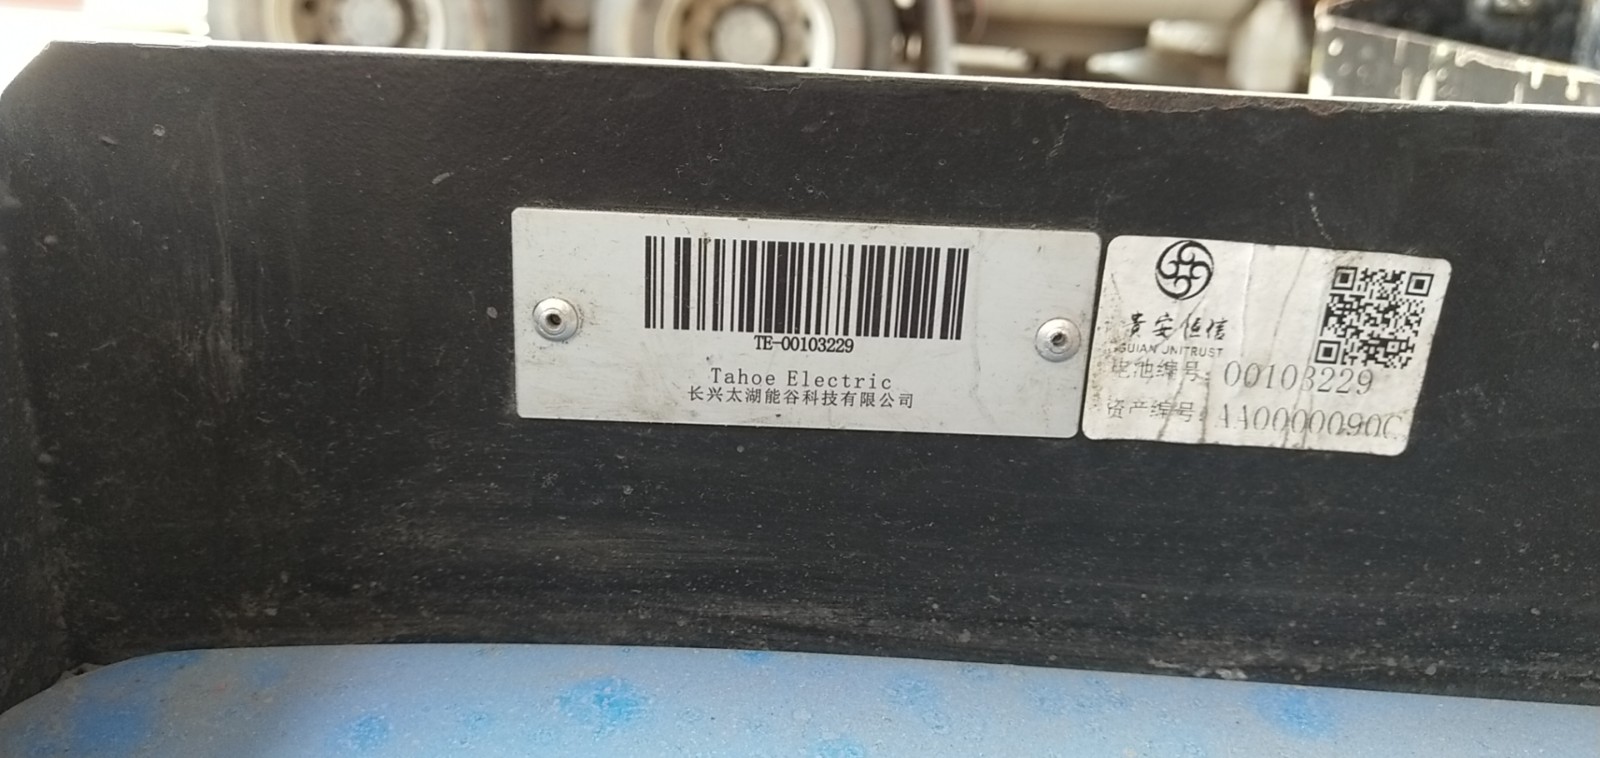 TE-00103229
Tahoe Electric
长兴太湖能谷科技有限公司
贵安恒信
GUIAN UNITRUST
电池编号: 00103229
资产编号: AA0000090C